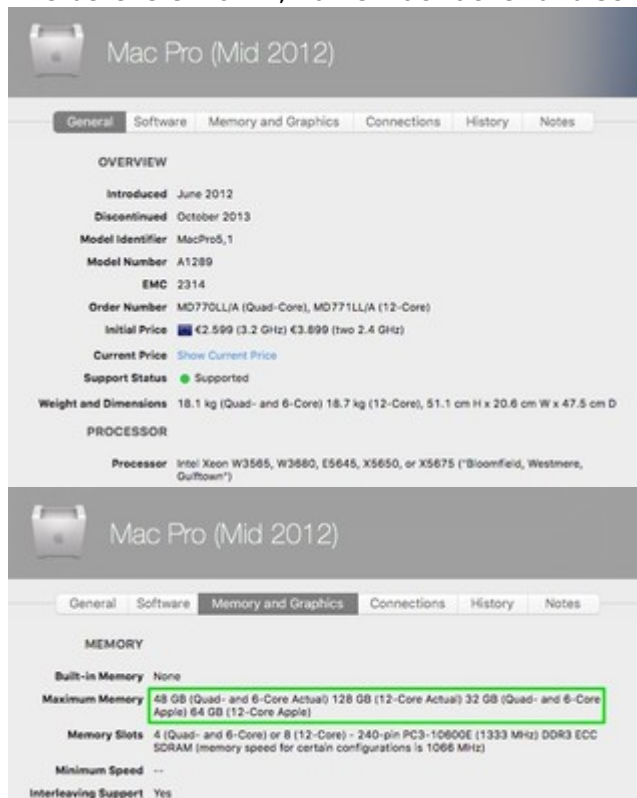 Mac Pro (Mid 2012)
General Software Memory and Graphics Connections History Notes
OVERVIEW
Introduced June 2012
Discontinued October 2013
Model Identifier MacPro5,1
Model Number A1289
EMC 2314
Order Number MD770LL/A (Quad-Core), MD771LL/A (12-Core)
Initial Price €2.599 (3.2 GHz) €3.899 (two 2.4 GHz)
Current Price Show Current Price
Support Status Supported
Weight and Dimensions 18.1 kg (Quad- and 6-Core) 18.7 kg (12-Core), 51.1 cm H x 20.6 cm W x 47.5 cm D
PROCESSOR
Processor Intel Xeon W3565, W3680, E5645, X5650, or X5675 ("Bloomfield, Westmere,
Gulftown")
Mac Pro (Mid 2012)
General Software Memory and Graphics Connections History Notes
MEMORY
Built-in Memory None
Maximum Memory 48 GB (Quad- and 6-Core Actual) 128 GB (12-Core Actual) 32 GB (Quad- and 6-Core
Apple) 64 GB (12-Core Apple)
Memory Slots 4 (Quad- and 6-Core) or 8 (12-Core) - 240-pin PC3-10600E (1333 MHz) DDR3 ECC
SDRAM (memory speed for certain configurations is 1066 MHz)
Minimum Speed --
Interleaving Support Yes